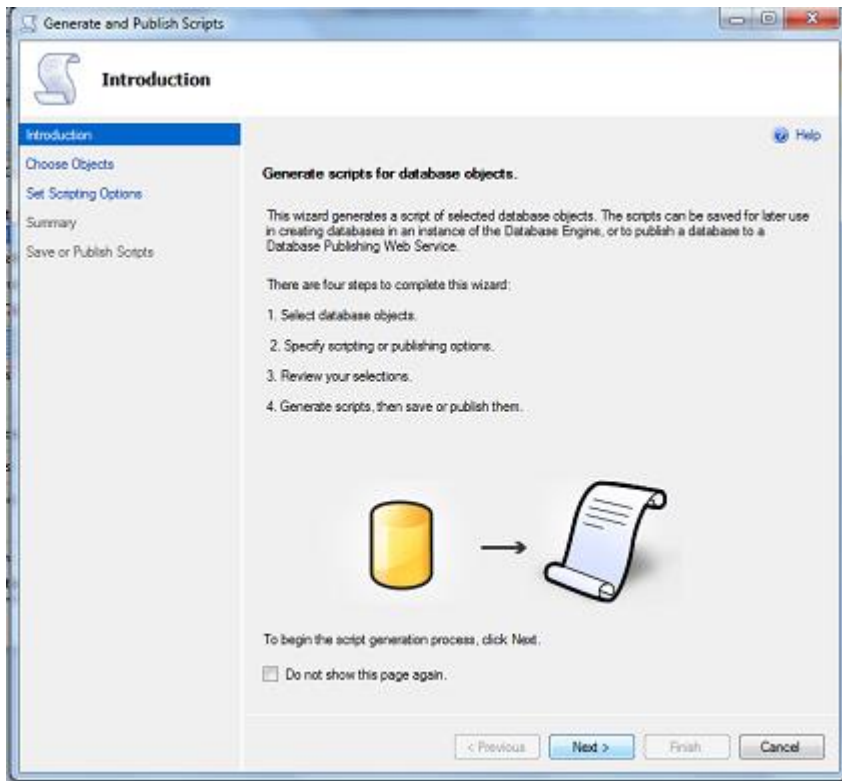 Generate and Publish Scripts
Introduction
Introduction
Help
Choose Objects
Set Scripting Options
Summary
Save or Publish Scripts
Generate scripts for database objects.
This wizard generates a script of selected database objects. The scripts can be saved for later use
in creating databases in an instance of the Database Engine, or to publish a database to a
Database Publishing Web Service.
There are four steps to complete this wizard:
1. Select database objects.
2. Specify scripting or publishing options.
3. Review your selections.
4. Generate scripts, then save or publish them.
To begin the script generation process, click Next.
Do not show this page again.
< Previous
Next >
Finish
Cancel